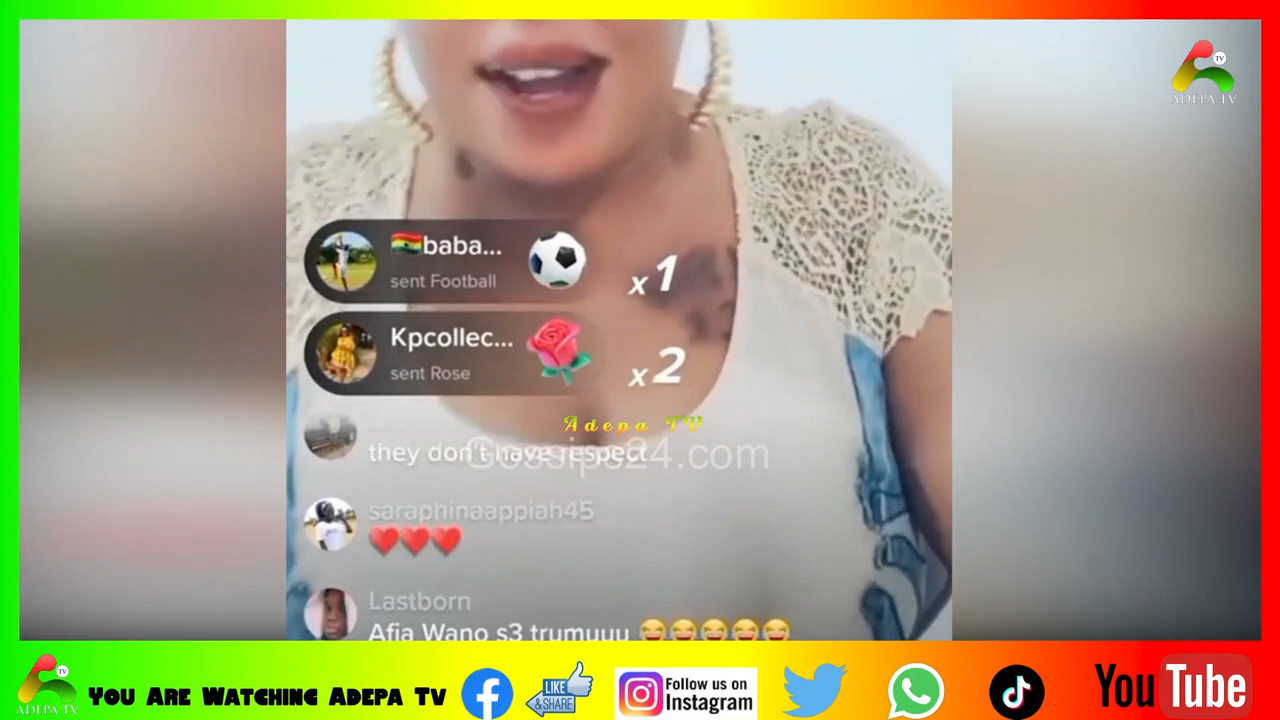 TV
ADEPA TV
baba...
sent Football
x1
Kpcollec...
sent Rose
x2
Adepa TV
they don't have respect
Gossips24.com
saraphinaappiah45
Lastborn
Afia Wano s3 trumuuu
TV
ADEPA TV
You Are Watching Adepa Tv
LIKE
& SHARE
Follow us on
Instagram
YouTube